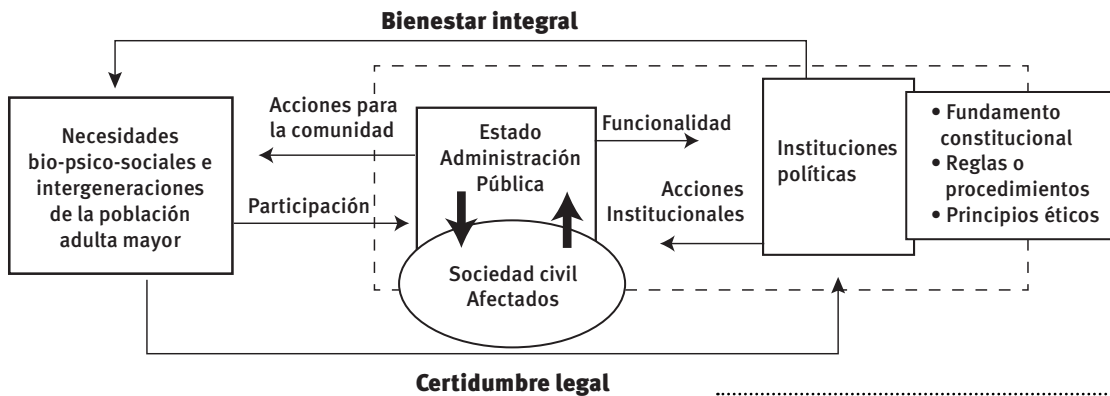 Bienestar integral
Necesidades
bio-psico-sociales e
intergeneraciones
de la población
adulta mayor
Acciones para
la comunidad
Participación
Estado
Administración
Pública
Sociedad civil
Afectados
Funcionalidad
Acciones
Institucionales
Instituciones
políticas
• Fundamento
constitucional
• Reglas o
procedimientos
• Principios éticos
Certidumbre legal